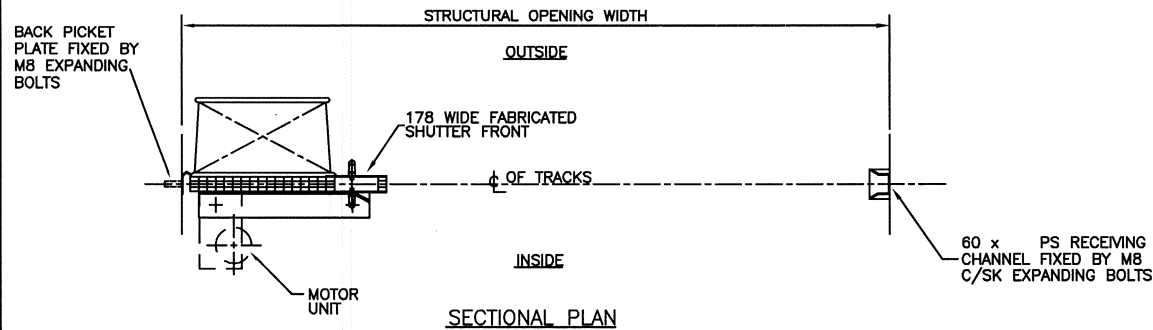 STRUCTURAL OPENING WIDTH
BACK PICKET
PLATE FIXED BY
M8 EXPANDING
BOLTS
OUTSIDE
178 WIDE FABRICATED
SHUTTER FRONT
℄ OF TRACKS
60 x PS RECEIVING
CHANNEL FIXED BY M8
C/SK EXPANDING BOLTS
INSIDE
MOTOR
UNIT
SECTIONAL PLAN